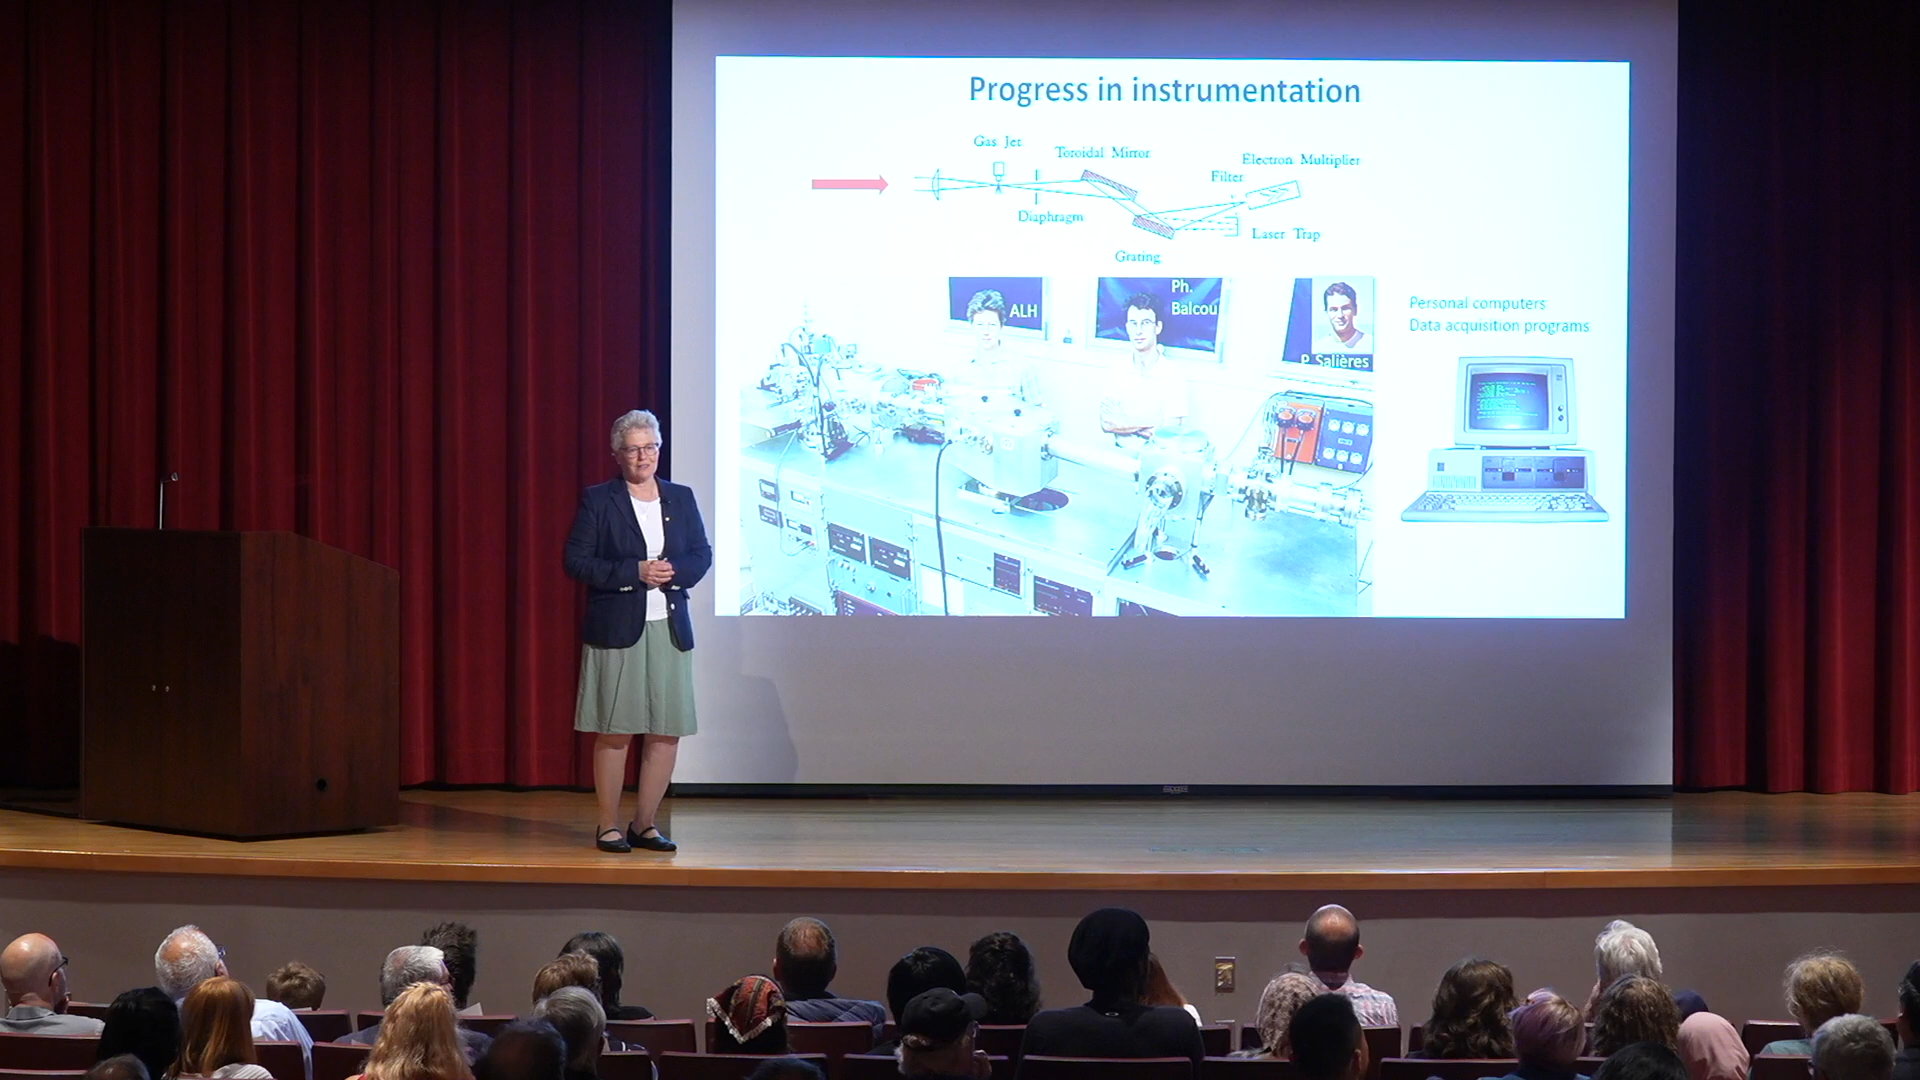 Progress in instrumentation
Gas Jet
Toroidal Mirror
Electron Multiplier
Filter
Diaphragm
Laser Trap
Grating
ALH
Ph.
Balcou
P. Salières
Personal computers
Data acquisition programs